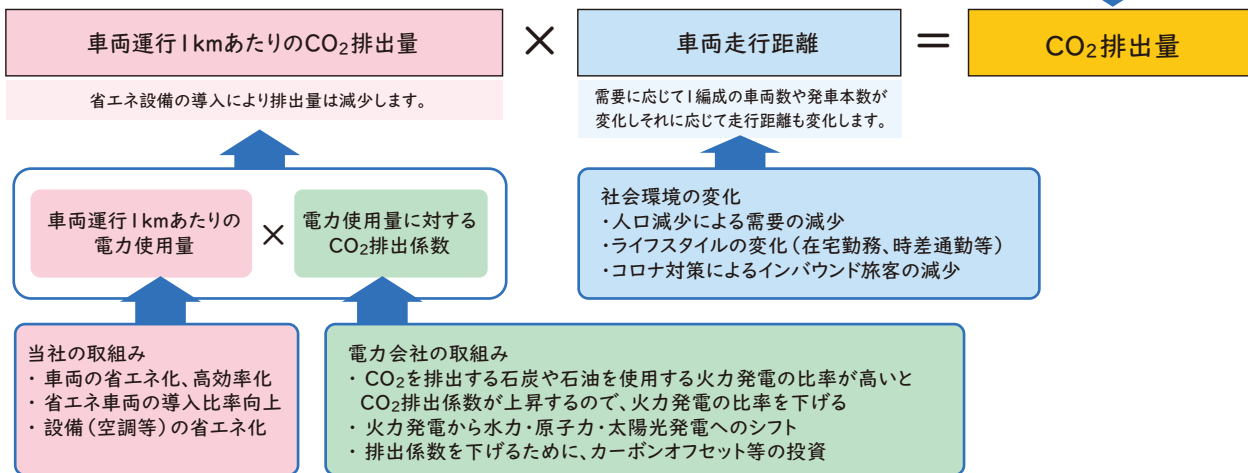 車両運行1kmあたりのCO₂排出量
×
車両走行距離
=
CO₂排出量
省エネ設備の導入により排出量は減少します。
需要に応じて1編成の車両数や発車本数が
変化しそれに応じて走行距離も変化します。
車両運行1kmあたりの
電力使用量
×
電力使用量に対する
CO₂排出係数
社会環境の変化
・人口減少による需要の減少
・ライフスタイルの変化(在宅勤務、時差通勤等)
・コロナ対策によるインバウンド旅客の減少
当社の取組み
・ 車両の省エネ化、高効率化
・ 省エネ車両の導入比率向上
・ 設備(空調等)の省エネ化
電力会社の取組み
・ CO₂を排出する石炭や石油を使用する火力発電の比率が高いと
CO₂排出係数が上昇するので、火力発電の比率を下げる
・ 火力発電から水力・原子力・太陽光発電へのシフト
・ 排出係数を下げるために、カーボンオフセット等の投資